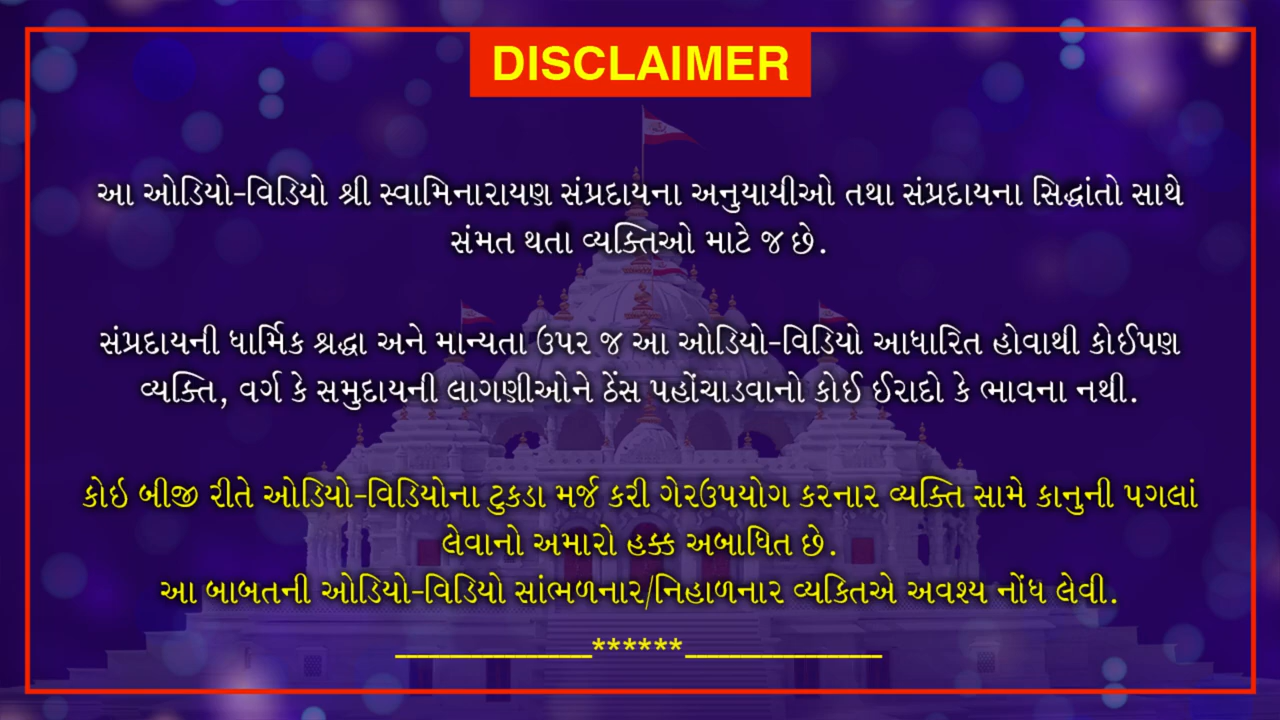 DISCLAIMER
આ ઓડિયો-વિડિયો શ્રી સ્વામિનારાયણ સંપ્રદાયના અનુયાયીઓ તથા સંપ્રદાયના સિદ્ધાંતો સાથે
સંમત થતા વ્યક્તિઓ માટે જ છે.
સંપ્રદાયની ધાર્મિક શ્રદ્ધા અને માન્યતા ઉપર જ આ ઓડિયો-વિડિયો આધારિત હોવાથી કોઈપણ
વ્યક્તિ, વર્ગ કે સમુદાયની લાગણીઓને ઠેંસ પહોંચાડવાનો કોઈ ઈરાદો કે ભાવના નથી.
કોઇ બીજી રીતે ઓડિયો-વિડિયોના ટુકડા મર્જ કરી ગેરઉપયોગ કરનાર વ્યક્તિ સામે કાનુની પગલાં
લેવાનો અમારો હક્ક અબાધિત છે.
આ બાબતની ઓડિયો-વિડિયો સાંભળનાર/નિહાળનાર વ્યકિતએ અવશ્ય નોંધ લેવી.
________________******________________